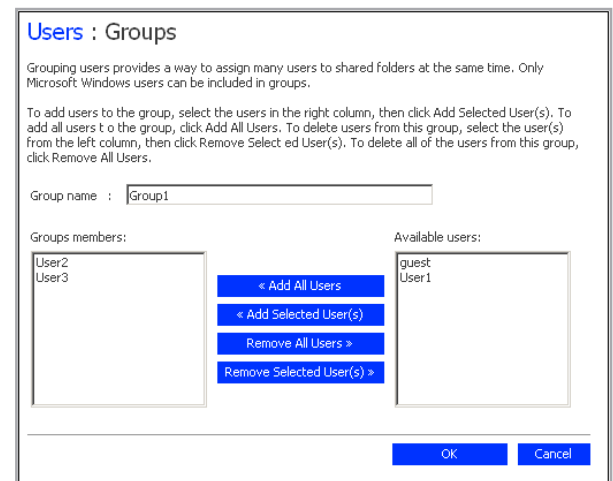 Users : Groups
Grouping users provides a way to assign many users to shared folders at the same time. Only
Microsoft Windows users can be included in groups.
To add users to the group, select the users in the right column, then click Add Selected User(s). To
add all users t o the group, click Add All Users. To delete users from this group, select the user(s)
from the left column, then click Remove Select ed User(s). To delete all of the users from this group,
click Remove All Users.
Group name : Group1
Groups members:
Available users:
User2
User3
« Add All Users
« Add Selected User(s)
Remove All Users »
Remove Selected User(s) »
guest
User1
OK
Cancel